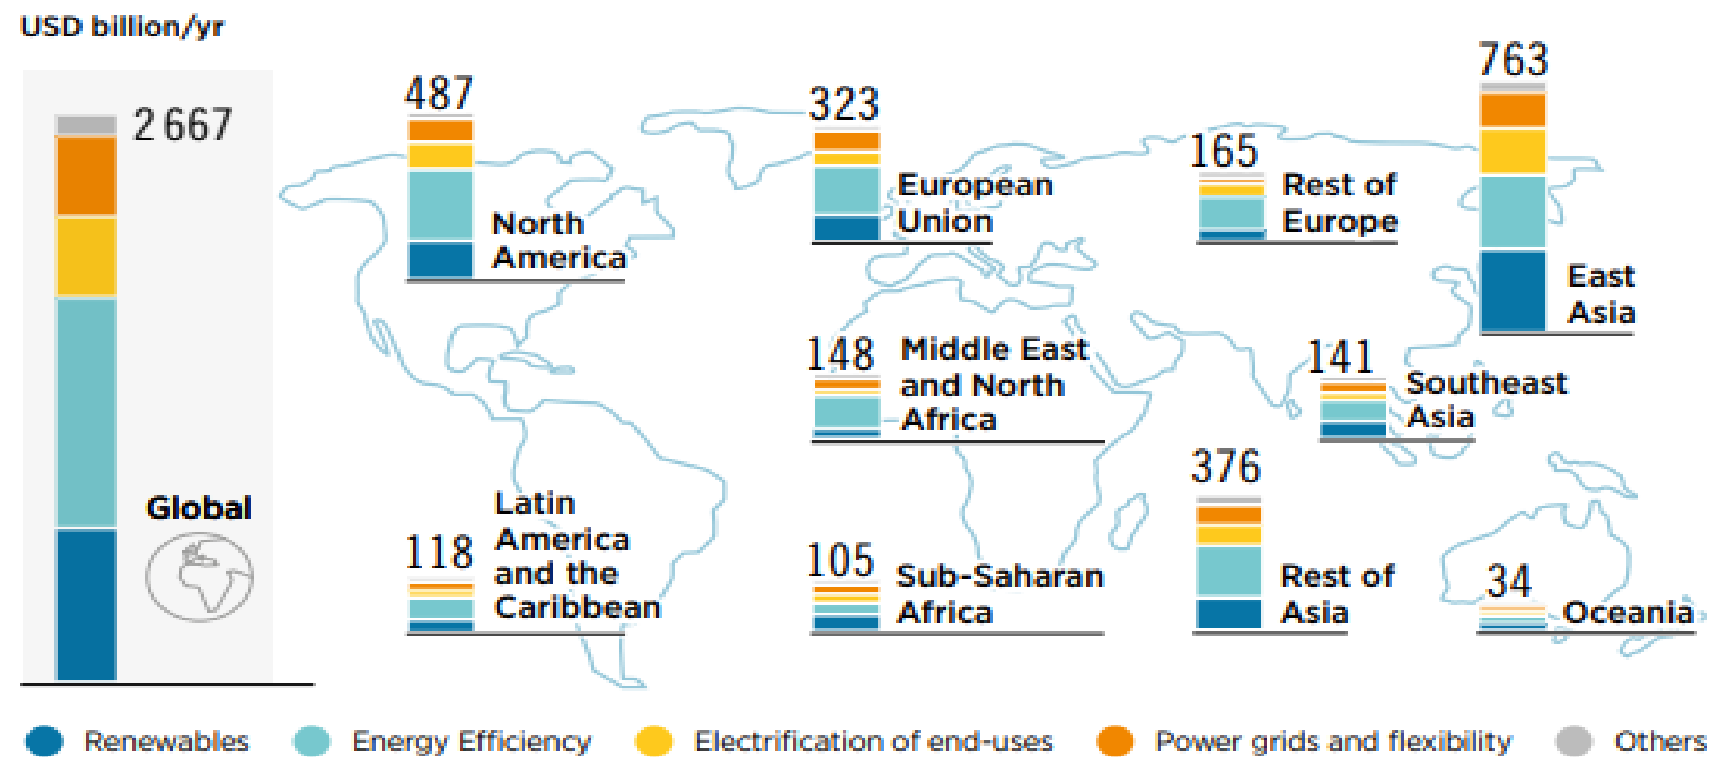 USD billion/yr
2 667
Global
487
North
America
323
European
Union
165
Rest of
Europe
763
East
Asia
148
Middle East
and North
Africa
141
Southeast
Asia
118
Latin
America
and the
Caribbean
105
Sub-Saharan
Africa
376
Rest of
Asia
34
Oceania
Renewables
Energy Efficiency
Electrification of end-uses
Power grids and flexibility
Others